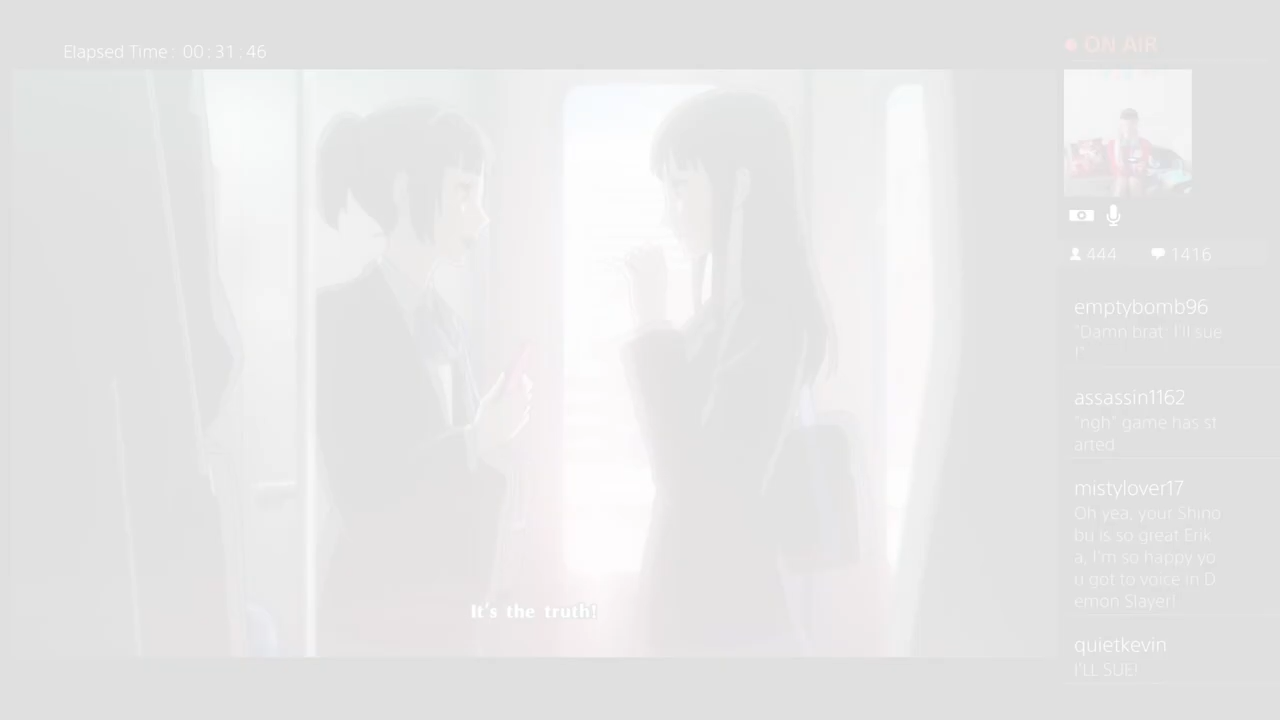 Elapsed Time: 00:31:46
ON AIR
444 1416
emptybomb96
"Damn brat! I'll sue
!"
assassin1162
"ngh" game has st
arted
mistylover17
Oh yea, your Shino
bu is so great Erik
a, I'm so happy yo
u got to voice in D
emon Slayer!
quietkevin
I'LL SUE!
It's the truth!